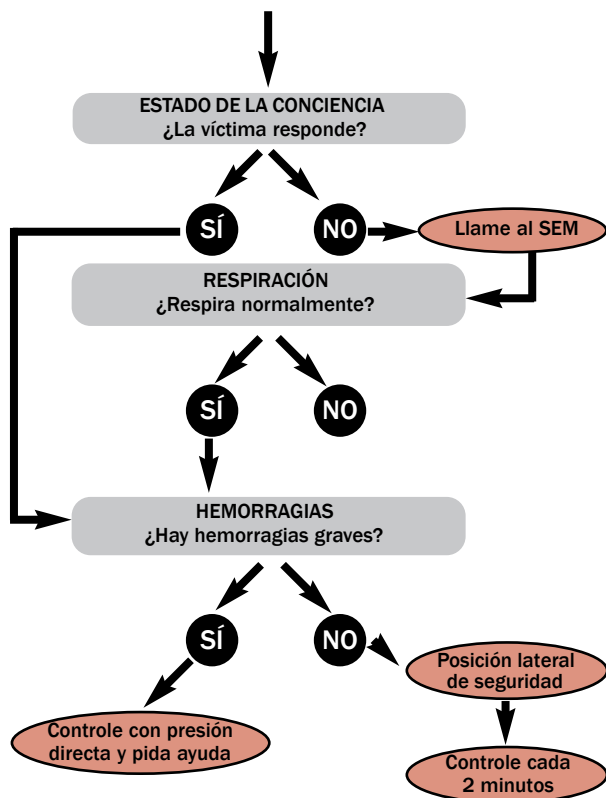 ESTADO DE LA CONCIENCIA
¿La víctima responde?
SÍ
NO
Llame al SEM
RESPIRACIÓN
¿Respira normalmente?
SÍ
NO
HEMORRAGIAS
¿Hay hemorragias graves?
SÍ
NO
Posición lateral
de seguridad
Controle con presión
directa y pida ayuda
Controle cada
2 minutos